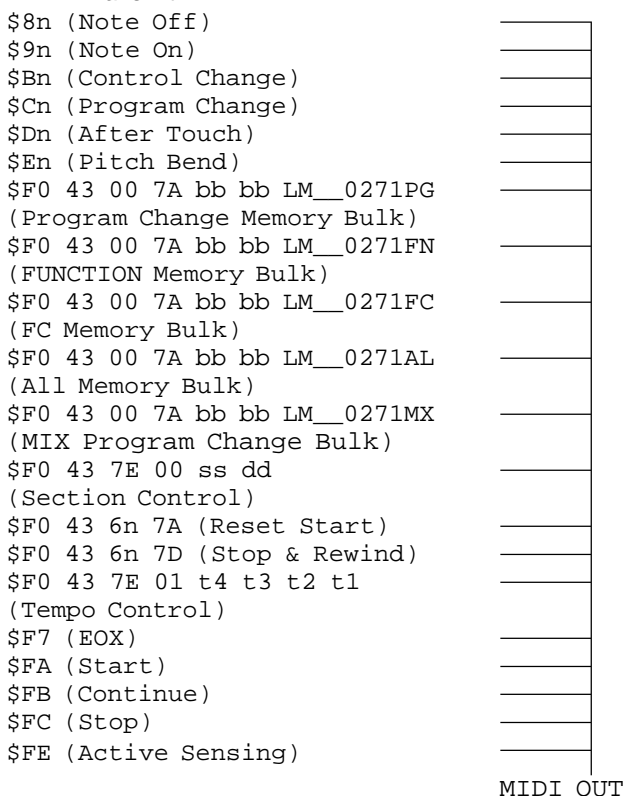 $8n (Note Off)
$9n (Note On)
$Bn (Control Change)
$Cn (Program Change)
$Dn (After Touch)
$En (Pitch Bend)
$F0 43 00 7A bb bb LM__0271PG
(Program Change Memory Bulk)
$F0 43 00 7A bb bb LM__0271FN
(FUNCTION Memory Bulk)
$F0 43 00 7A bb bb LM__0271FC
(FC Memory Bulk)
$F0 43 00 7A bb bb LM__0271AL
(All Memory Bulk)
$F0 43 00 7A bb bb LM__0271MX
(MIX Program Change Bulk)
$F0 43 7E 00 ss dd
(Section Control)
$F0 43 6n 7A (Reset Start)
$F0 43 6n 7D (Stop & Rewind)
$F0 43 7E 01 t4 t3 t2 t1
(Tempo Control)
$F7 (EOX)
$FA (Start)
$FB (Continue)
$FC (Stop)
$FE (Active Sensing)
MIDI OUT